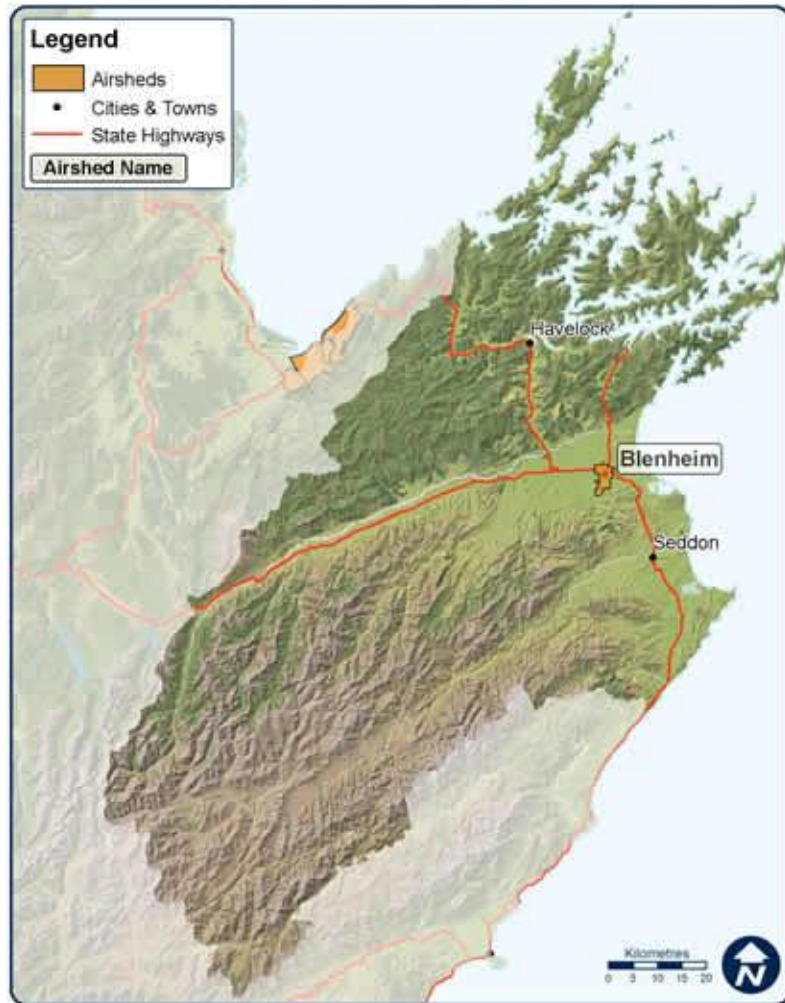 Legend
Airsheds
Cities & Towns
State Highways
Airshed Name
Havelock
Blenheim
Seddon
Kilometres
0 5 10 15 20
N